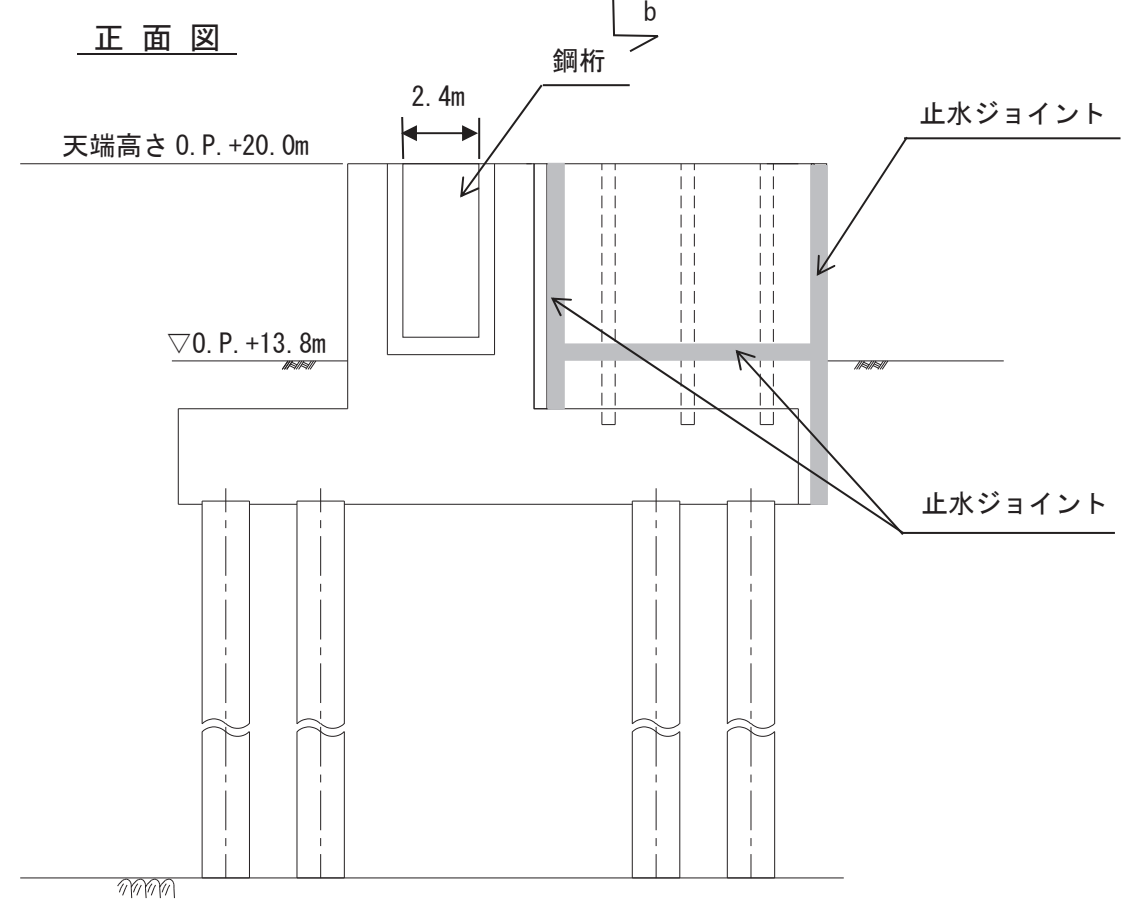 b
正 面 図
鋼桁
2.4m
止水ジョイント
天端高さ O.P.+20.0m
▽O.P.+13.8m
止水ジョイント